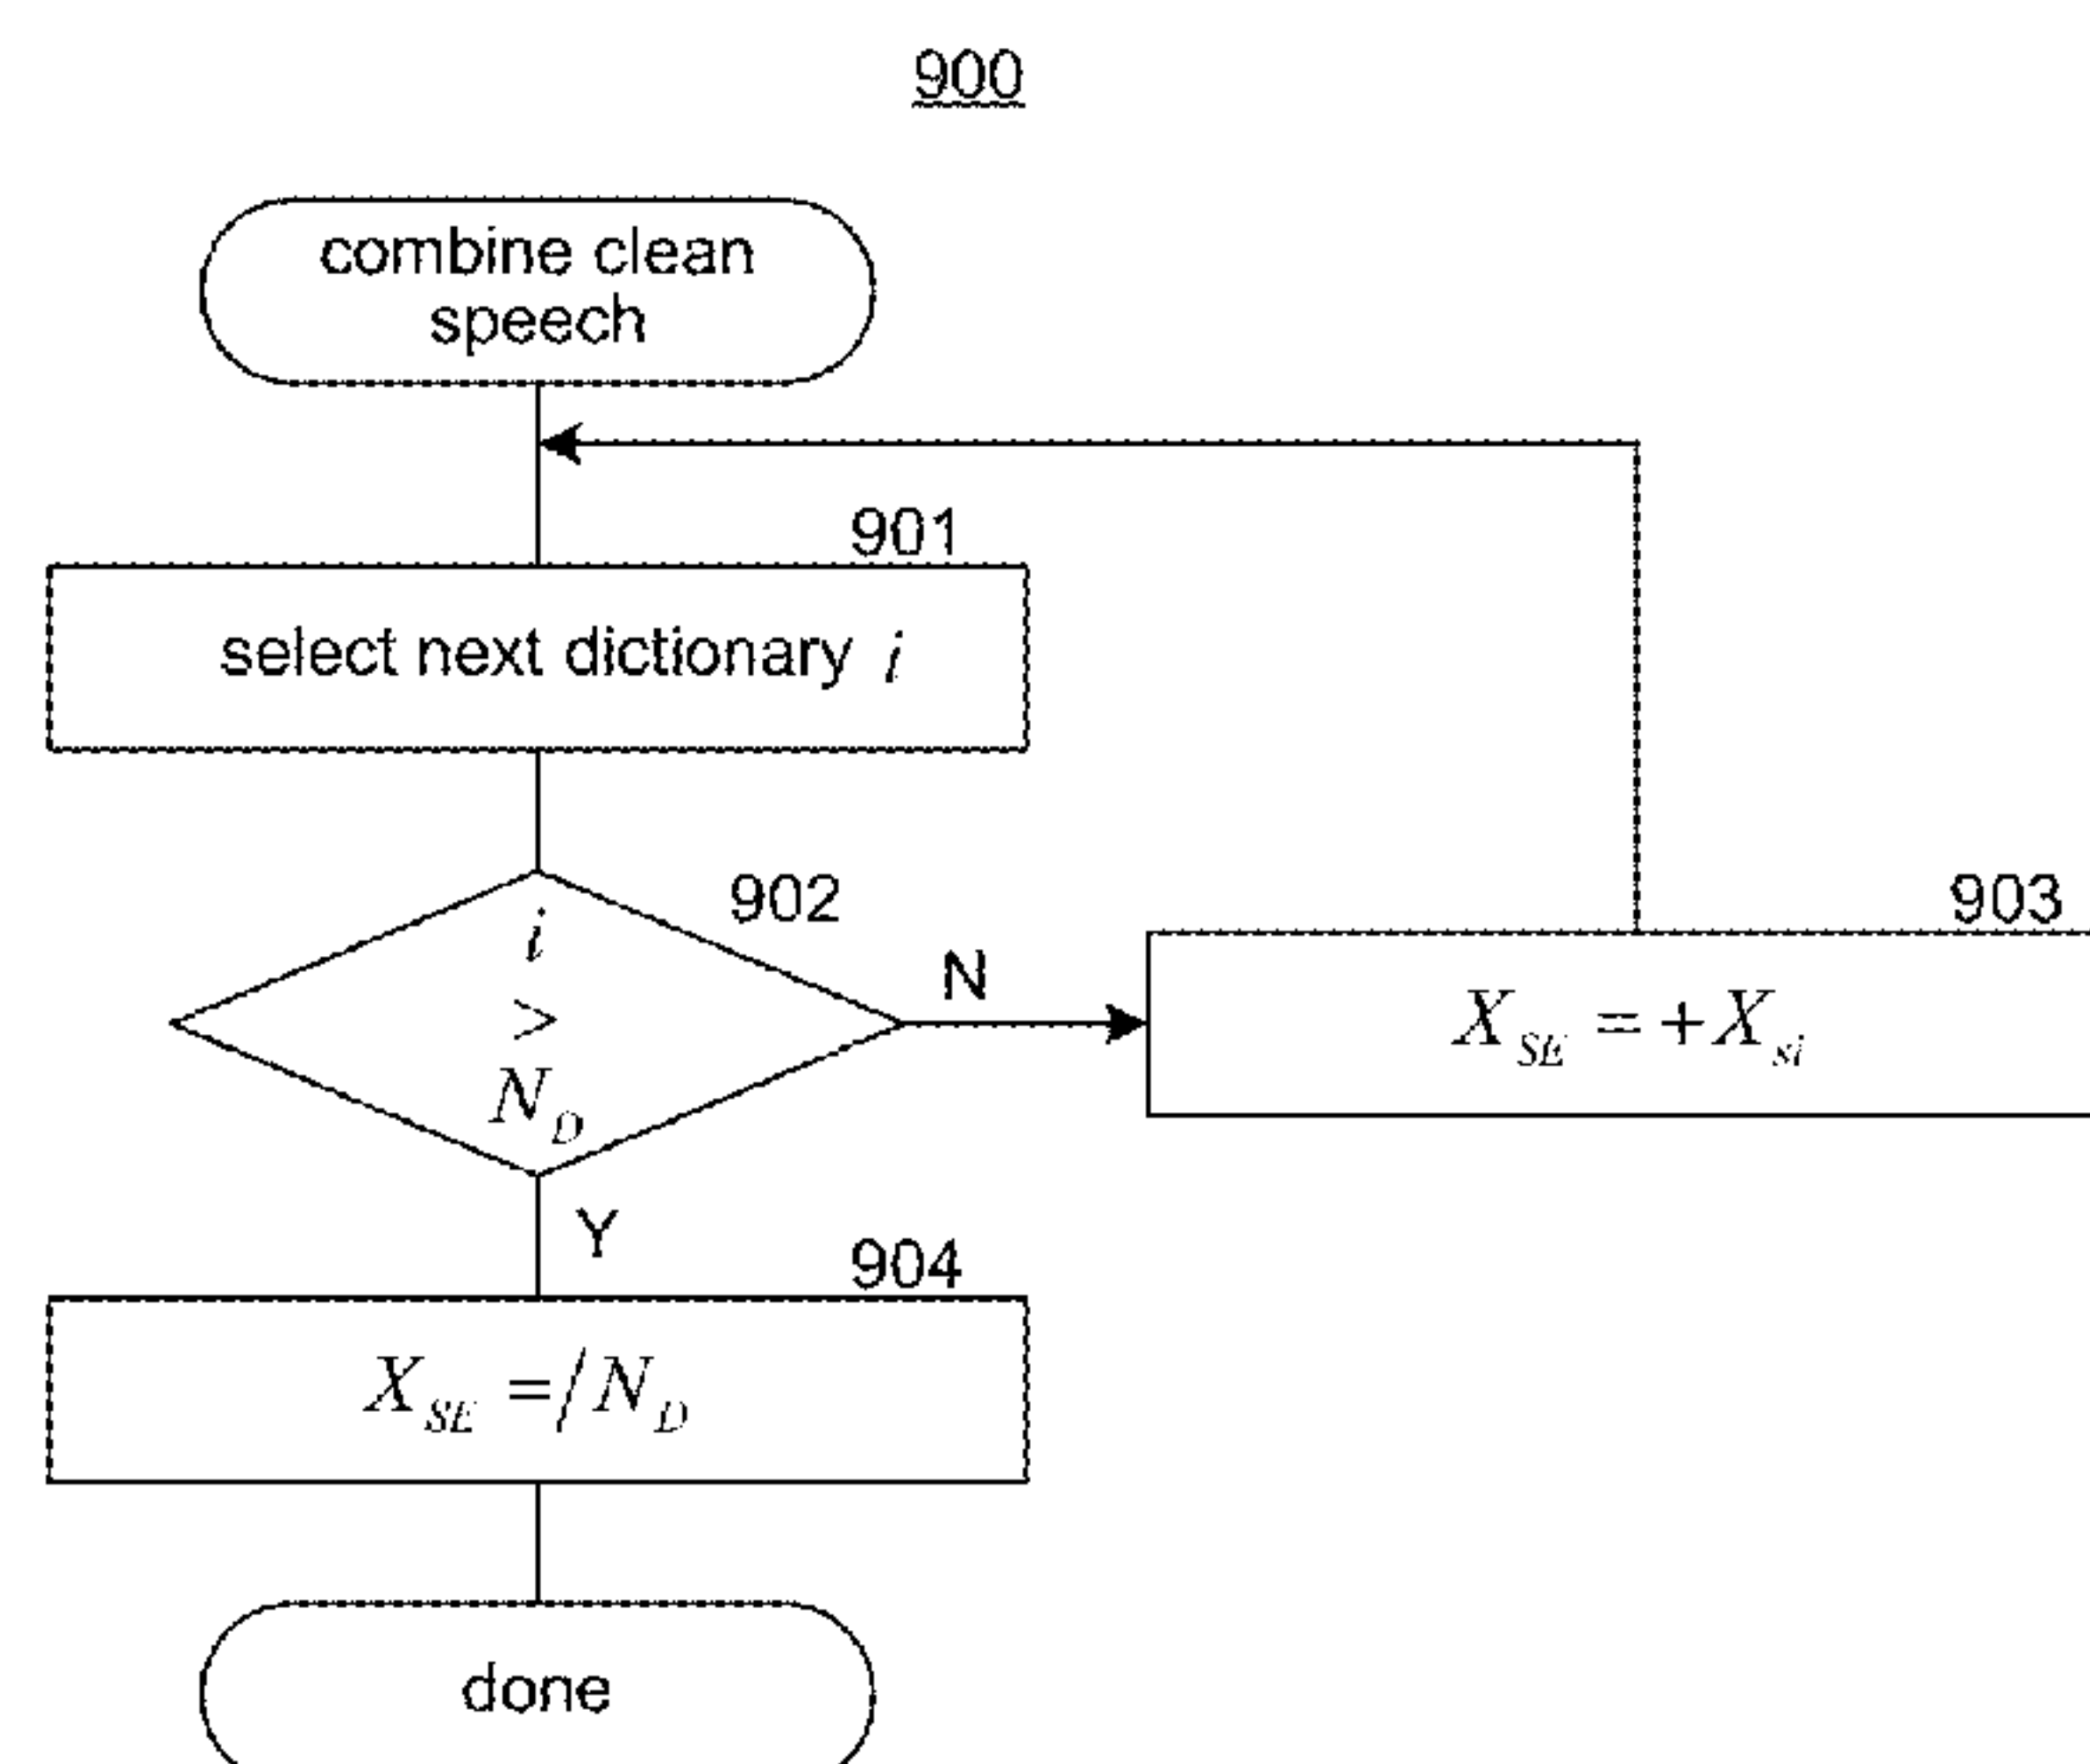 900
combine clean
speech
901
select next dictionary i
902
i
>
N_D
N
903
X_SE = + X_si
Y
904
X_SE = / N_D
done